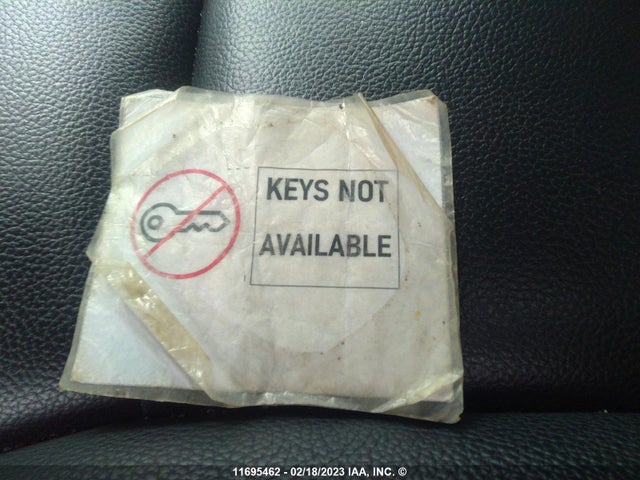 KEYS NOT
AVAILABLE
11695462 - 02/18/2023 IAA, INC. ©